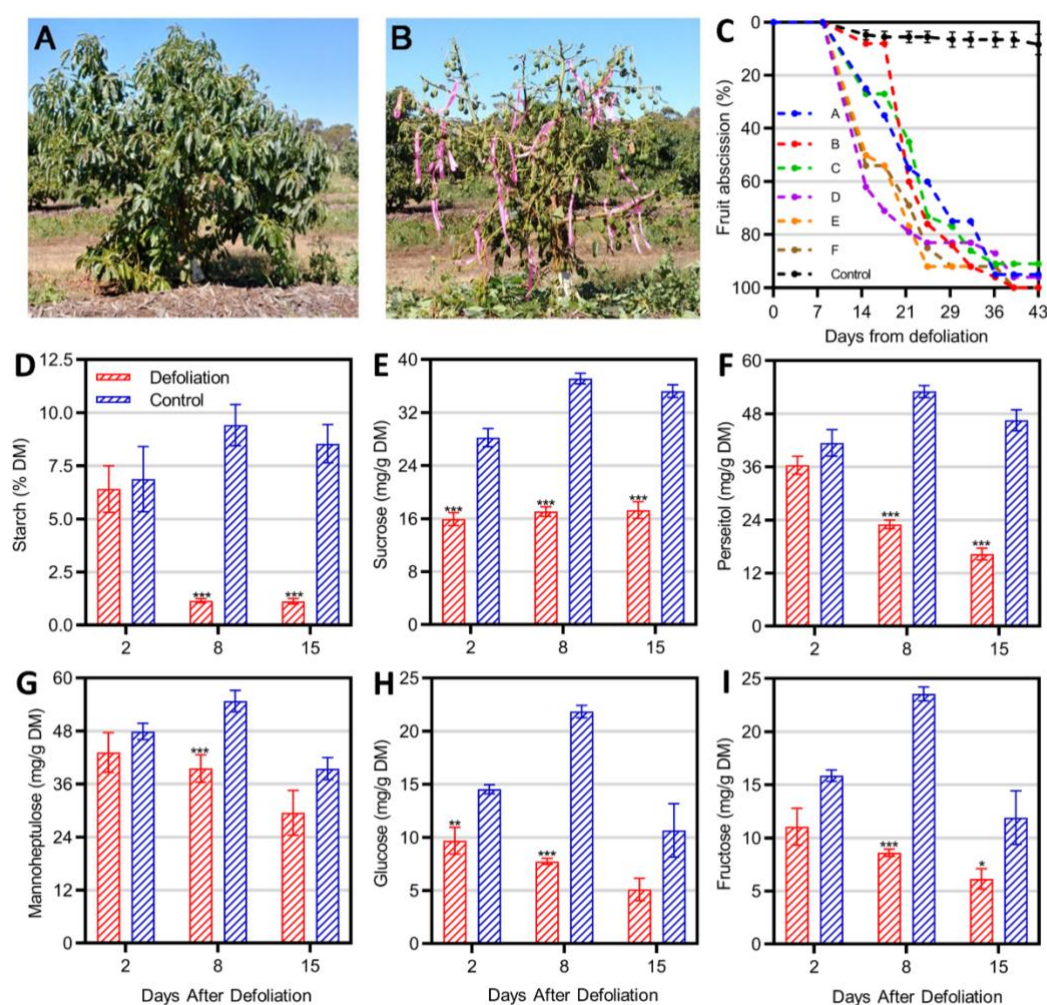 A
B
C
Fruit abscission (%)
0
20
40
60
80
100
A
B
C
D
E
F
Control
0 7 14 21 29 36 43
Days from defoliation
D
Starch (% DM)
12.5
10.0
7.5
5.0
2.5
0.0
Defoliation
Control
***
***
2 8 15
E
Sucrose (mg/g DM)
40
32
24
16
8
0
***
***
***
2 8 15
F
Perseitol (mg/g DM)
60
48
36
24
12
0
***
***
2 8 15
G
Mannoheptulose (mg/g DM)
60
48
36
24
12
0
***
2 8 15
Days After Defoliation
H
Glucose (mg/g DM)
25
20
15
10
5
0
**
***
2 8 15
Days After Defoliation
I
Fructose (mg/g DM)
25
20
15
10
5
0
***
*
2 8 15
Days After Defoliation